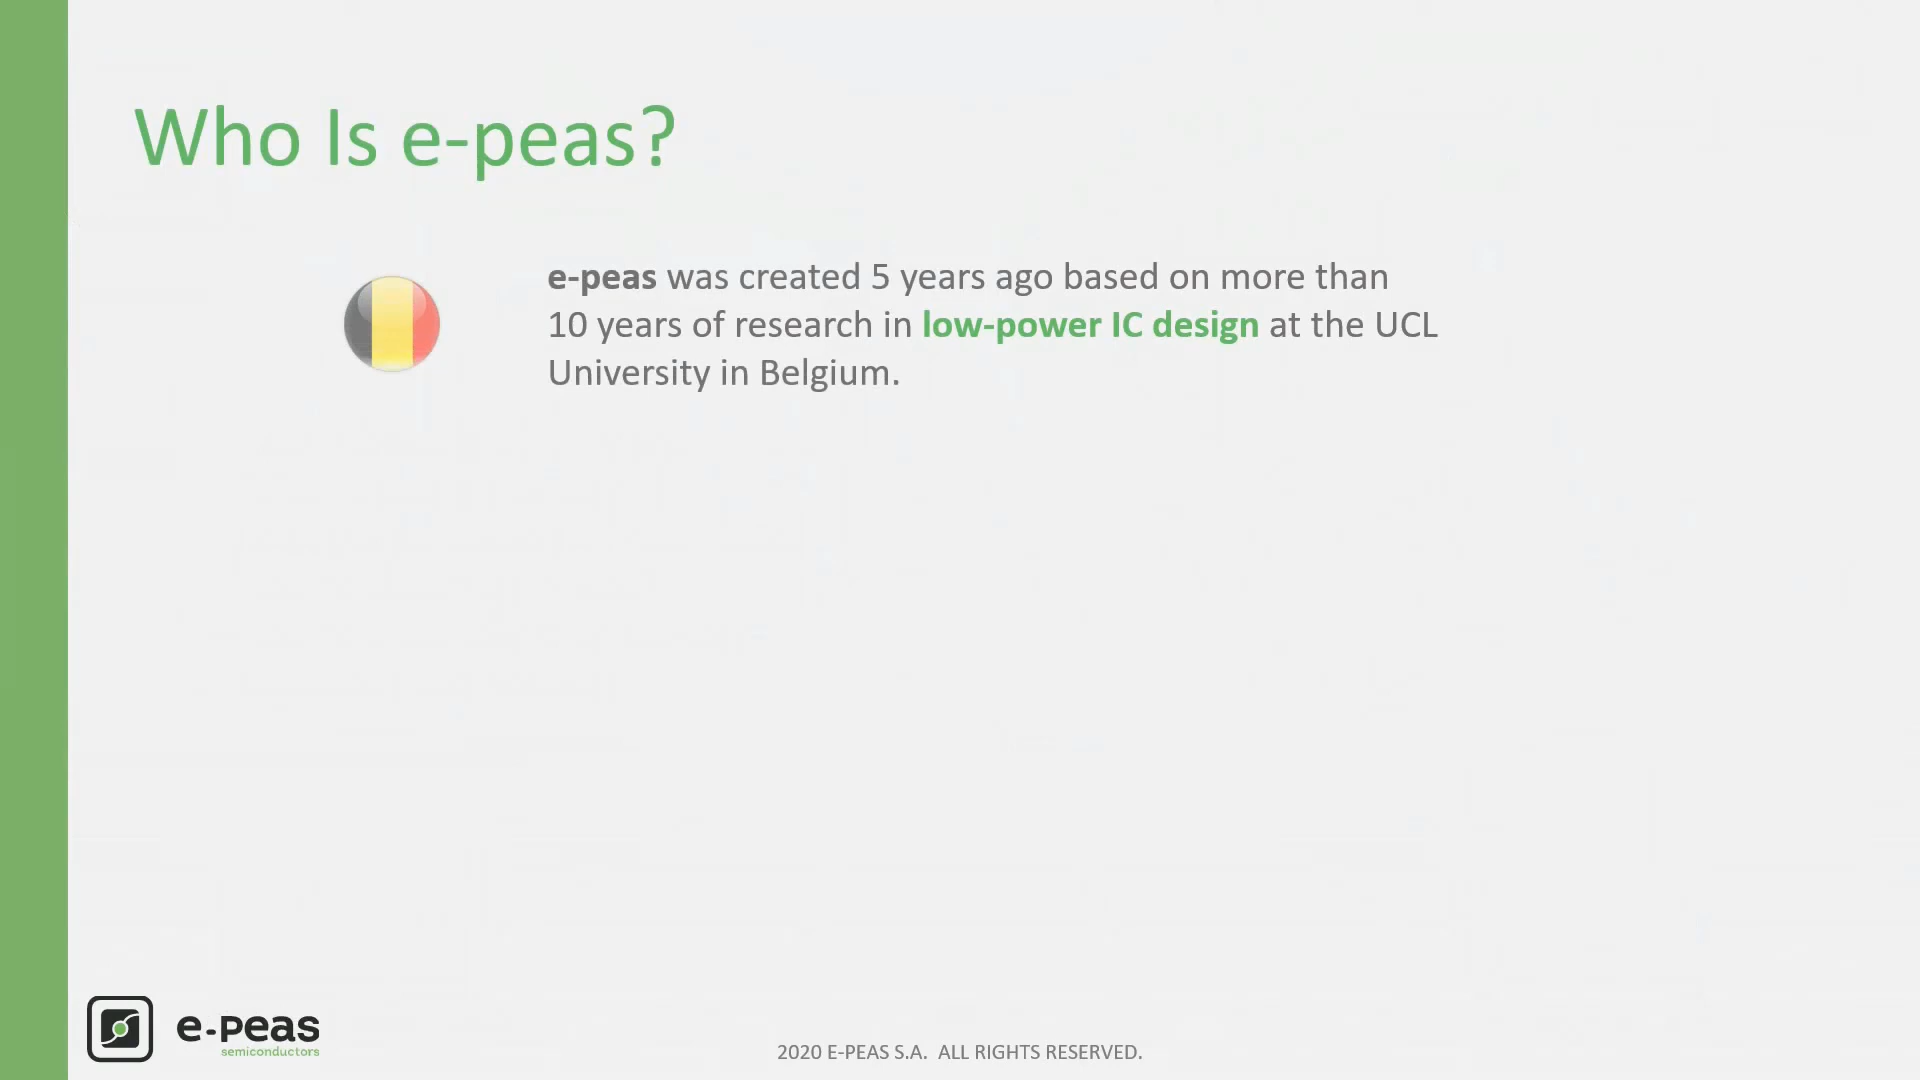 Who Is e-peas?
e-peas was created 5 years ago based on more than
10 years of research in low-power IC design at the UCL
University in Belgium.
e-peas
semiconductors
2020 E-PEAS S.A. ALL RIGHTS RESERVED.